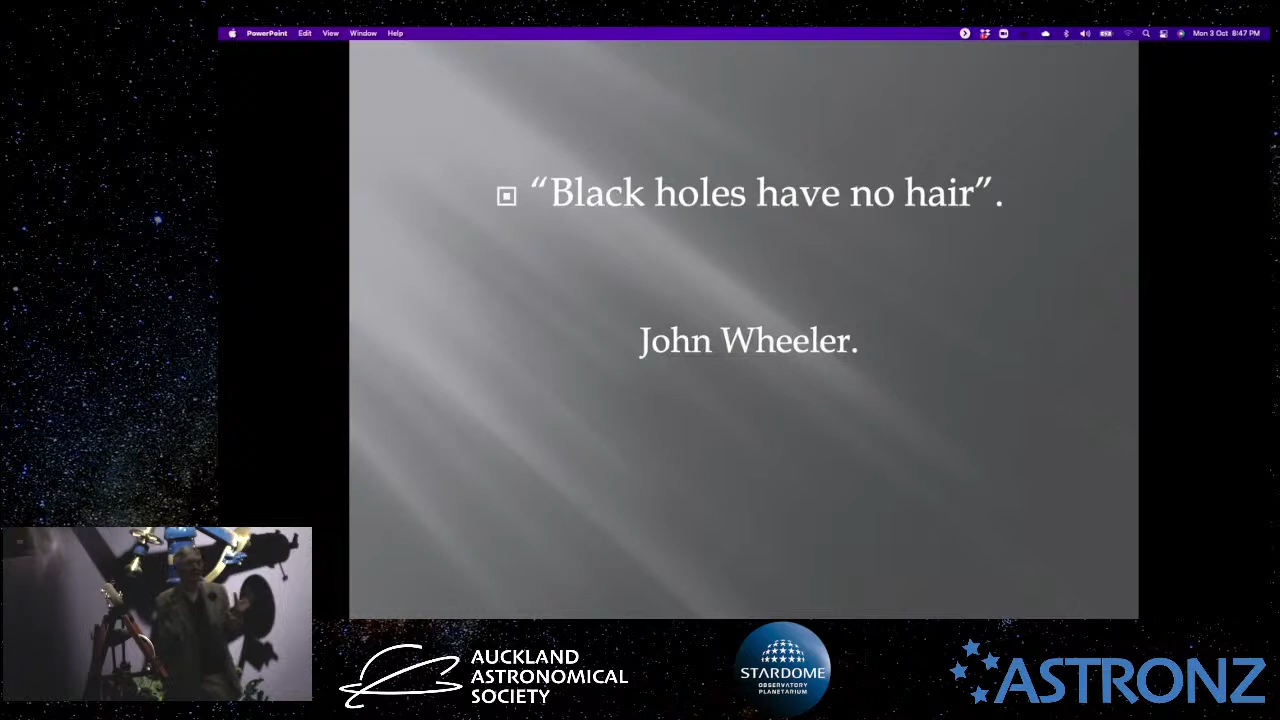 PowerPoint Edit View Window Help Mon 3 Oct 8:47 PM
“Black holes have no hair”.
John Wheeler.
AUCKLAND
ASTRONOMICAL
SOCIETY
STARDOME
OBSERVATORY
PLANETARIUM
ASTRONZ